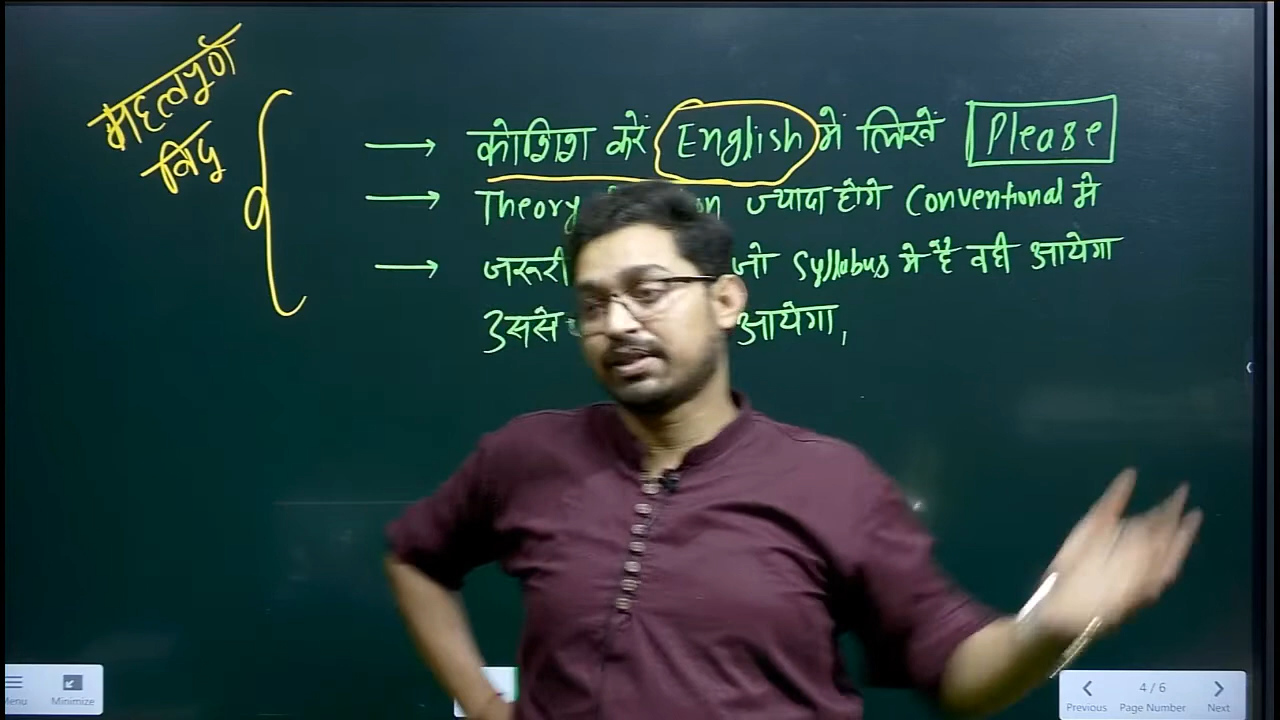 महत्वपूर्ण
बिंदु
→ कोशिश करें English में लिखें Please
→ Theory ज्यादा होंगे Conventional मे
→ जरूरी जो Syllabus मे है वही आयेगा
उससे आयेगा,
Menu
Minimize
4 / 6
Previous Page Number Next